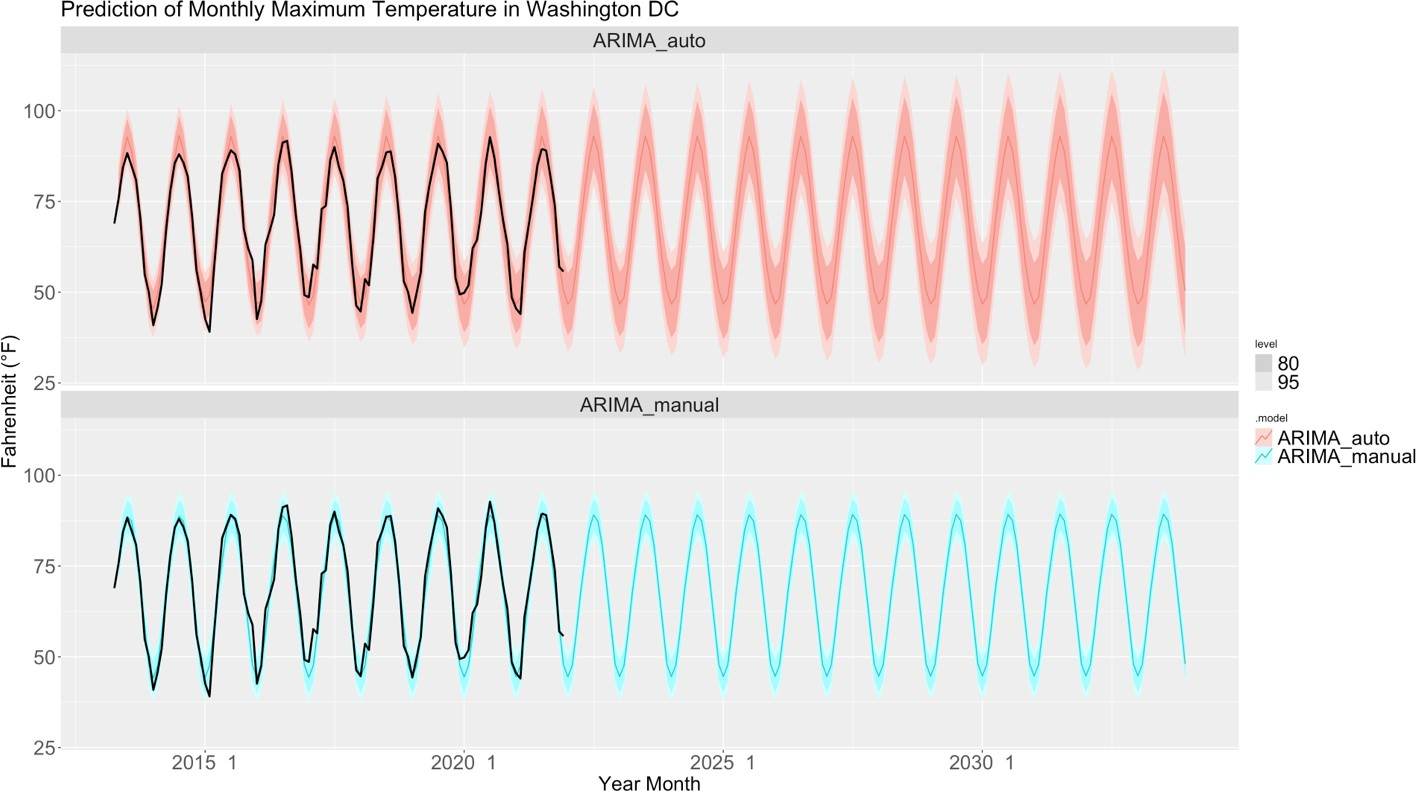 Prediction of Monthly Maximum Temperature in Washington DC
ARIMA_auto
100
75
50
25
ARIMA_manual
100
75
50
25
Fahrenheit (°F)
2015 1
2020 1
2025 1
2030 1
Year Month
level
80
95
.model
ARIMA_auto
ARIMA_manual